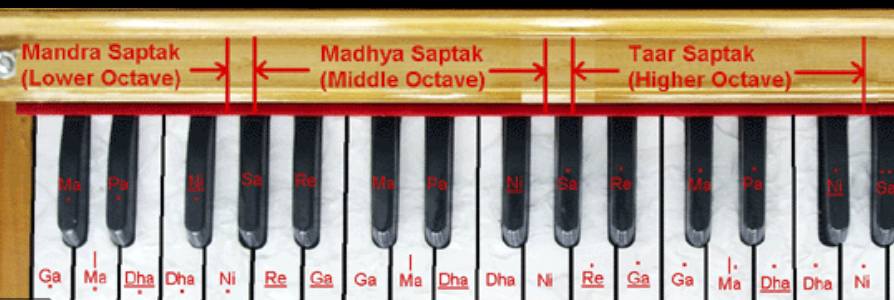 Mandra Saptak
(Lower Octave)
Madhya Saptak
(Middle Octave)
Taar Saptak
(Higher Octave)
Ma Pa Ni Sa Re Ma Pa Ni Sa Re Ma Pa Ni Sa
Ga Ma Dha Dha Ni Re Ga Ga Ma Dha Dha Ni Re Ga Ga Ma Dha Dha Ni